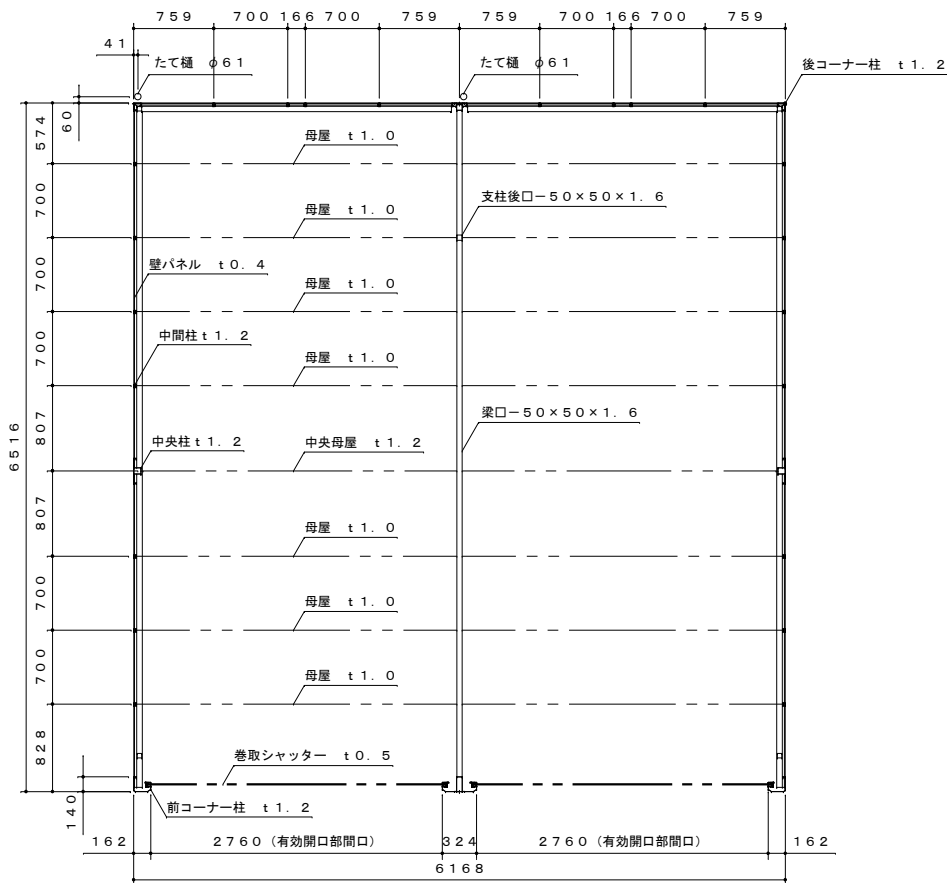 ７５９　７００　１６６　７００　７５９　７５９　７００　１６６　７００　７５９
４１
たて樋　φ６１
たて樋　φ６１
後コーナー柱　ｔ１．２
６０
５７４
母屋　ｔ１．０
７００
支柱後口－５０×５０×１．６
母屋　ｔ１．０
壁パネル　ｔ０．４
７００
母屋　ｔ１．０
中間柱ｔ１．２
７００
母屋　ｔ１．０
梁口－５０×５０×１．６
８０７
中央柱ｔ１．２
中央母屋　ｔ１．２
６５１６
８０７
母屋　ｔ１．０
７００
母屋　ｔ１．０
７００
母屋　ｔ１．０
８２８
巻取シャッター　ｔ０．５
１４０
前コーナー柱　ｔ１．２
１６２　２７６０（有効開口部間口）　３２４　２７６０（有効開口部間口）　１６２
６１６８